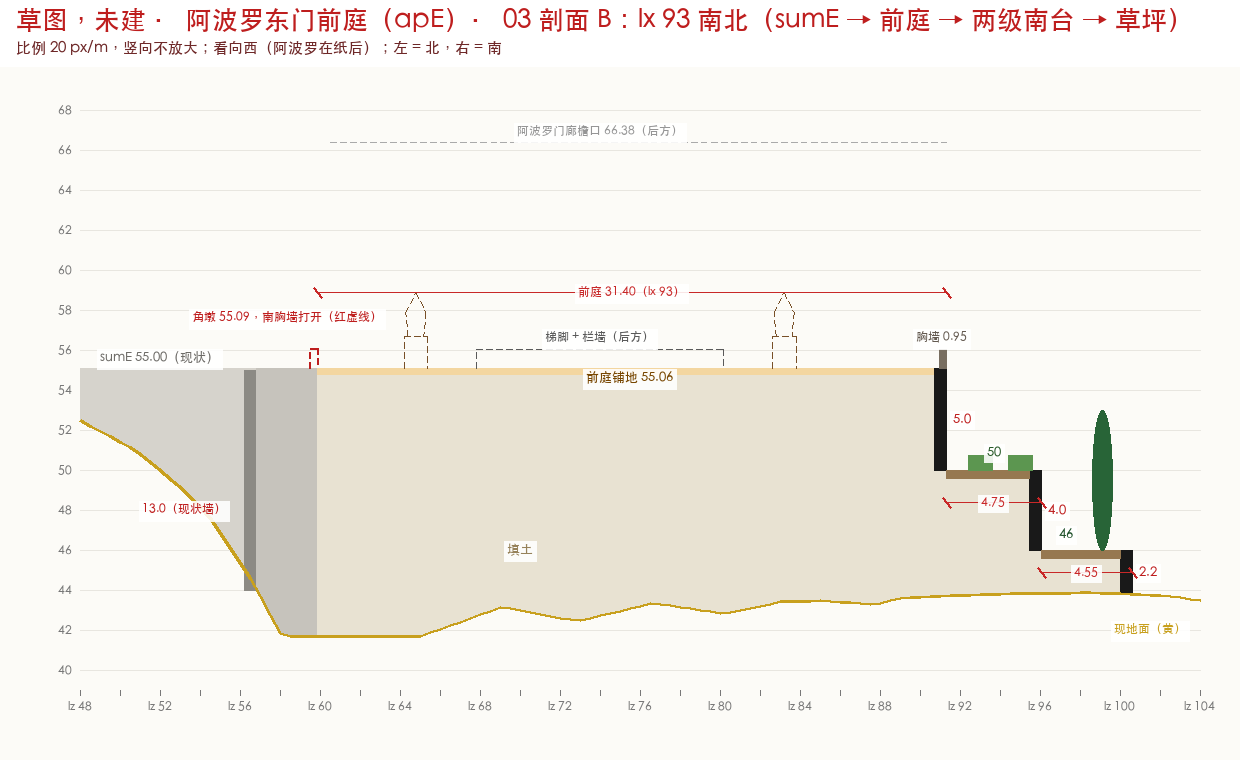 草图，未建 · 阿波罗东门前庭（apE）· 03 剖面 B：lx 93 南北（sumE → 前庭 → 两级南台 → 草坪）
比例 20 px/m，竖向不放大；看向西（阿波罗在纸后）；左 = 北，右 = 南
68
阿波罗门廊檐口 66.38（后方）
66
64
62
60
前庭 31.40（lx 93）
58
角墩 55.09，南胸墙打开（红虚线）
梯脚 + 栏墙（后方）
胸墙 0.95
56
sumE 55.00（现状）
前庭铺地 55.06
54
5.0
52
50
50
4.75
13.0（现状墙）
48
4.0
46
46
填土
4.55
2.2
44
42
现地面（黄）
40
lz 48
lz 52
lz 56
lz 60
lz 64
lz 68
lz 72
lz 76
lz 80
lz 84
lz 88
lz 92
lz 96
lz 100
lz 104